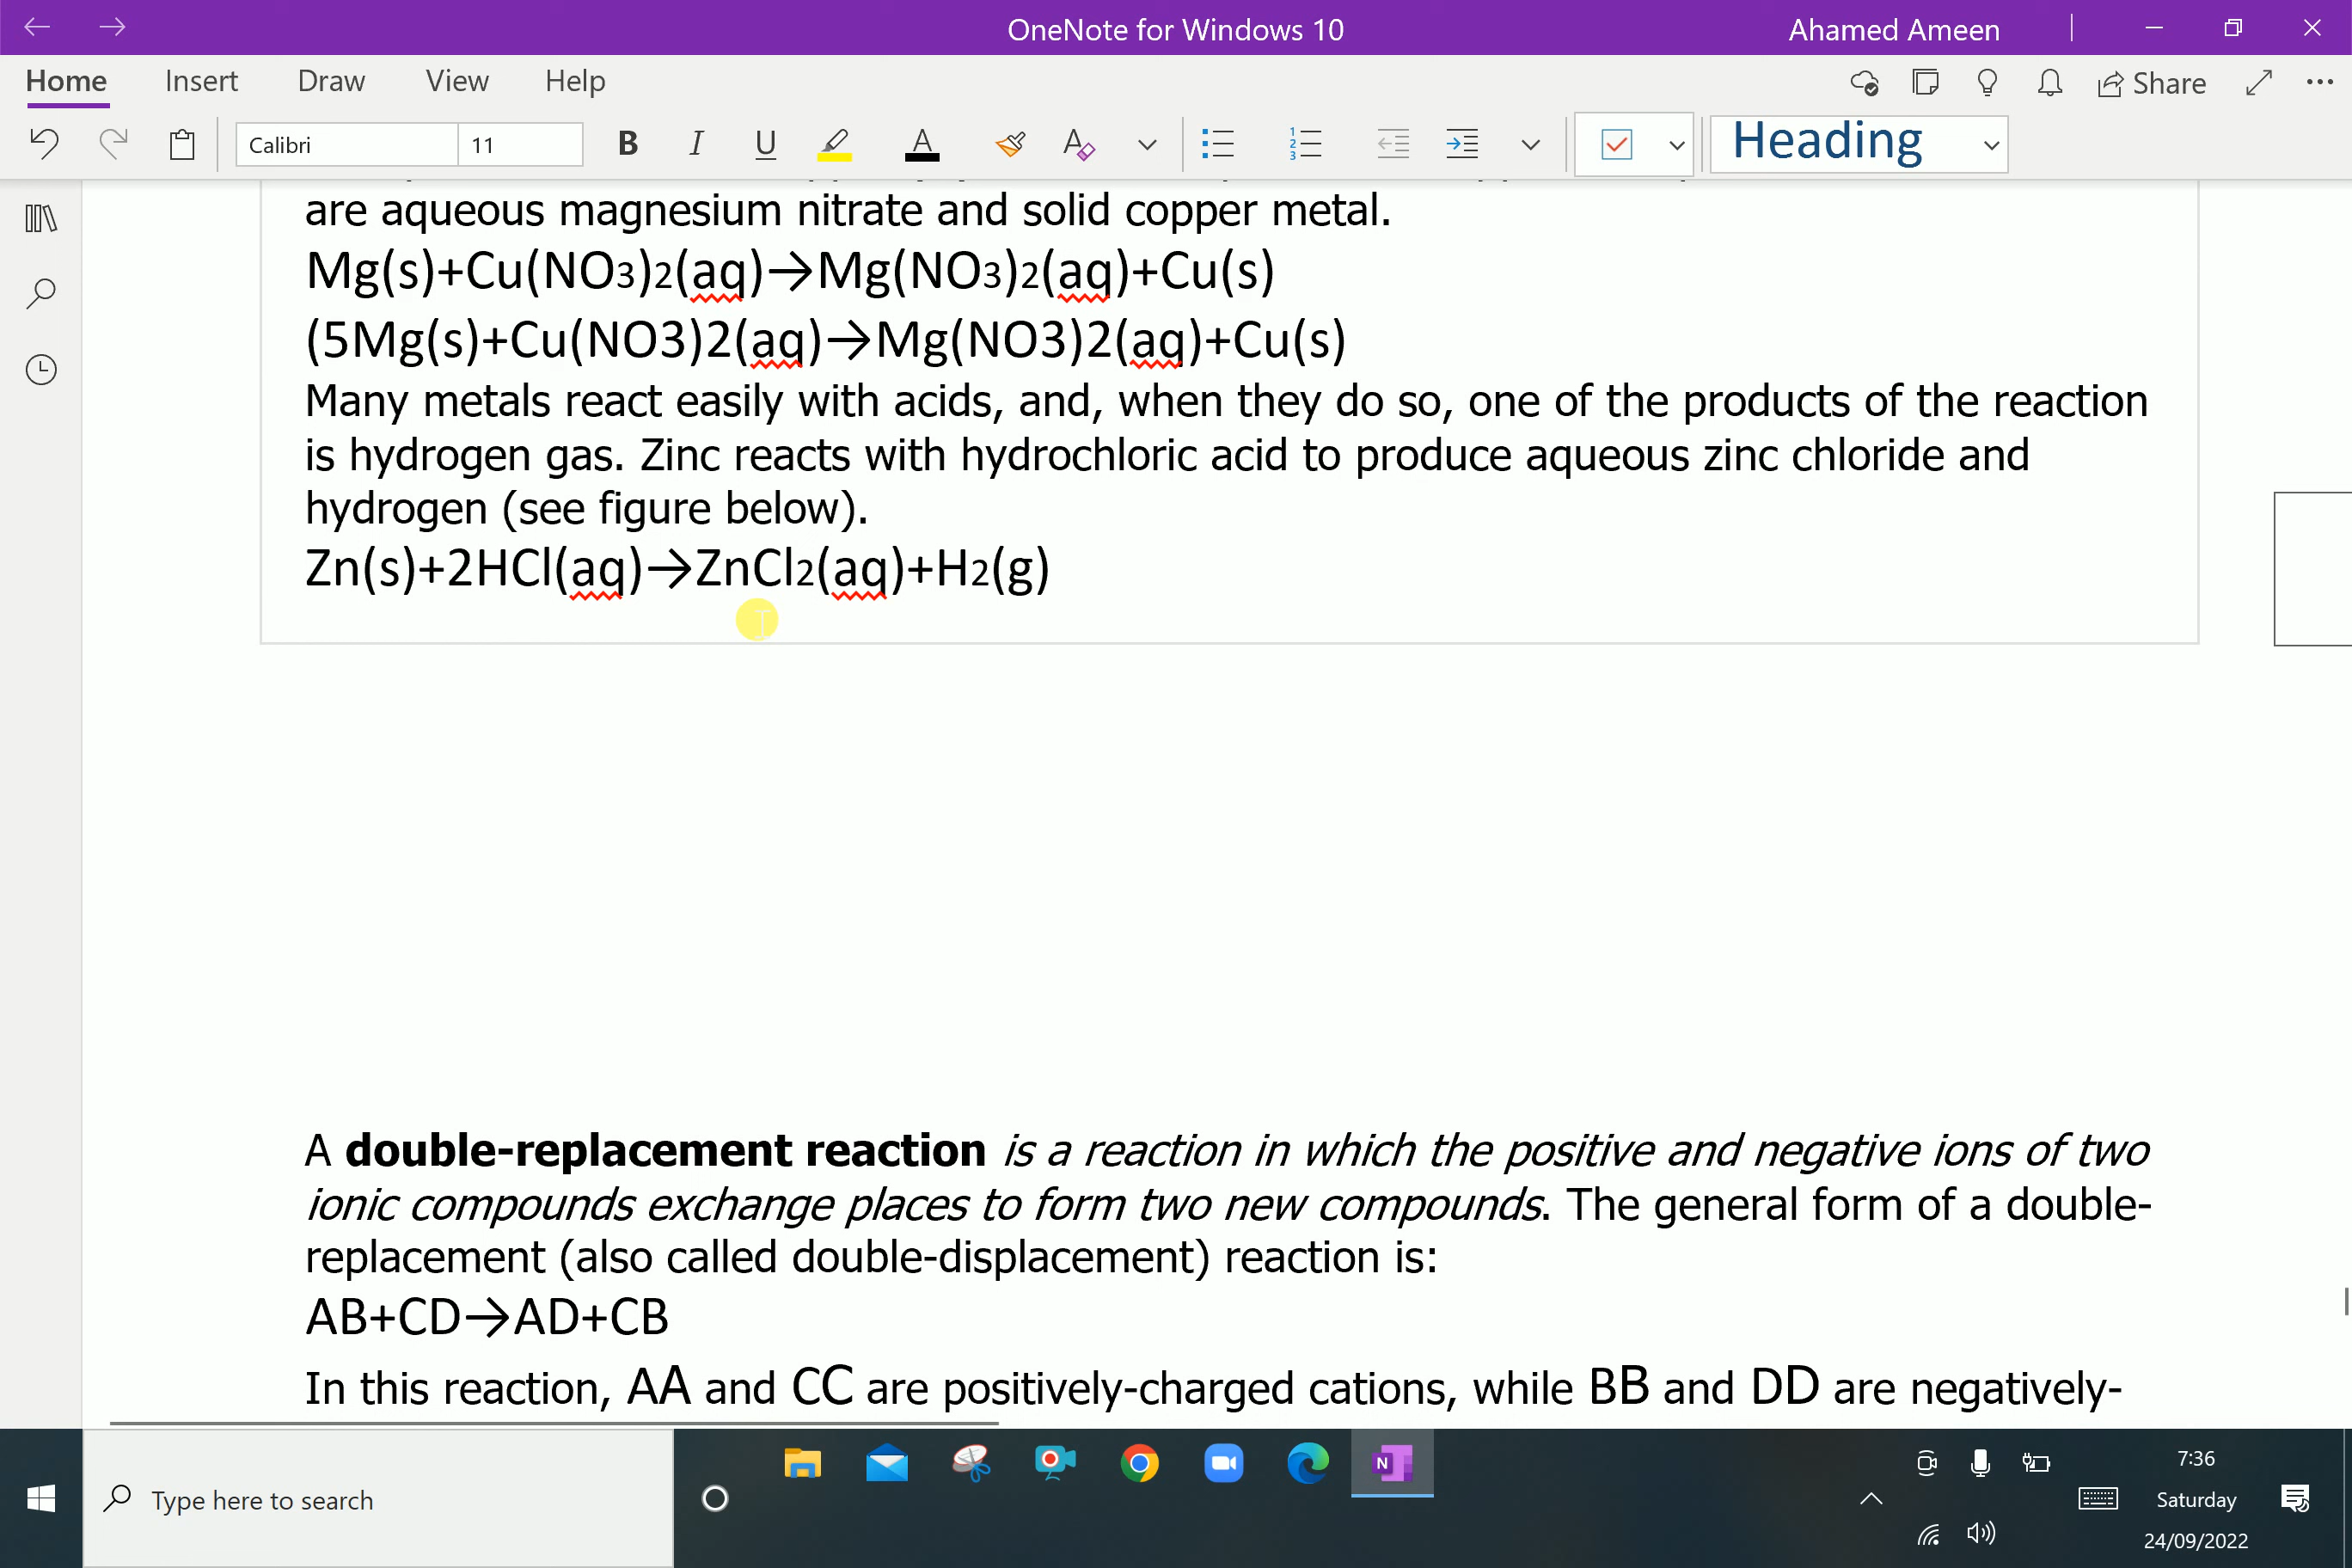 OneNote for Windows 10
Ahamed Ameen
Home Insert Draw View Help
Share
Calibri 11 B I U A A Heading
are aqueous magnesium nitrate and solid copper metal.
Mg(s)+Cu(NO3)2(aq)→Mg(NO3)2(aq)+Cu(s)
(5Mg(s)+Cu(NO3)2(aq)→Mg(NO3)2(aq)+Cu(s)
Many metals react easily with acids, and, when they do so, one of the products of the reaction
is hydrogen gas. Zinc reacts with hydrochloric acid to produce aqueous zinc chloride and
hydrogen (see figure below).
Zn(s)+2HCl(aq)→ZnCl2(aq)+H2(g)
A double-replacement reaction is a reaction in which the positive and negative ions of two
ionic compounds exchange places to form two new compounds. The general form of a double-
replacement (also called double-displacement) reaction is:
AB+CD→AD+CB
In this reaction, AA and CC are positively-charged cations, while BB and DD are negatively-
Type here to search
N
7:36
Saturday
24/09/2022